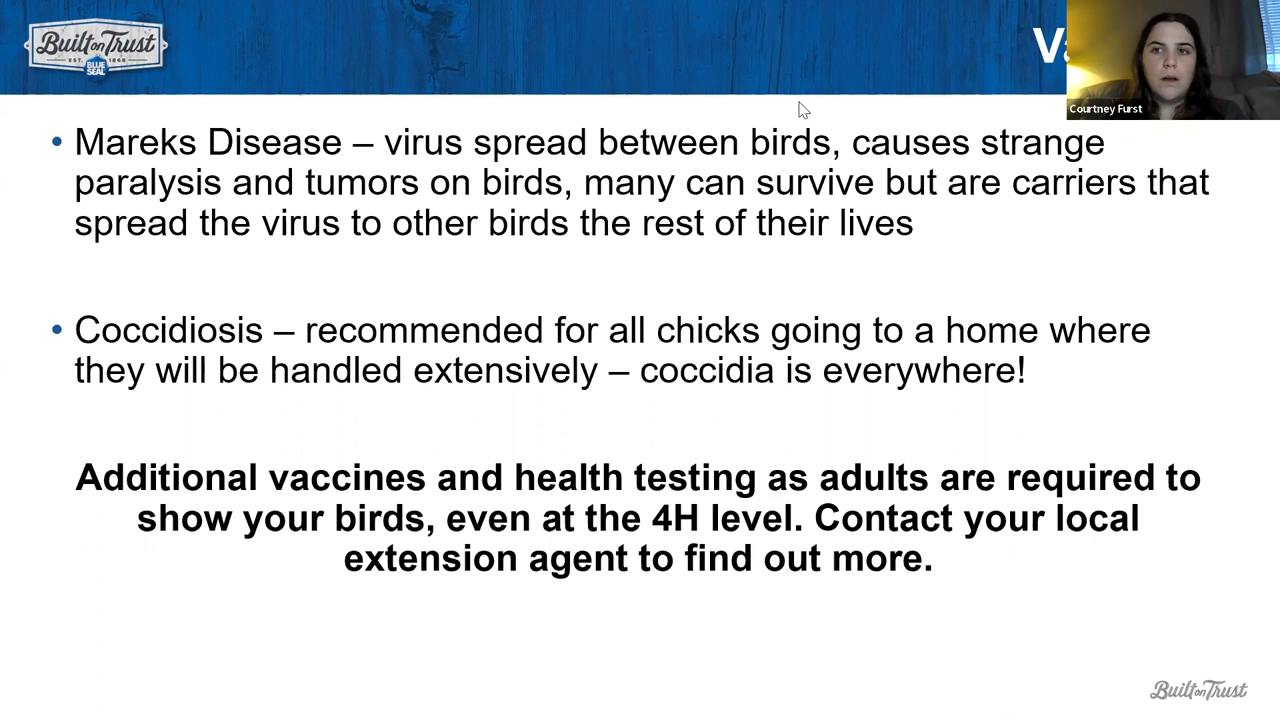 Built on Trust
EST. 1868
BLUE
SEAL
Courtney Furst
• Mareks Disease – virus spread between birds, causes strange
paralysis and tumors on birds, many can survive but are carriers that
spread the virus to other birds the rest of their lives
• Coccidiosis – recommended for all chicks going to a home where
they will be handled extensively – coccidia is everywhere!
Additional vaccines and health testing as adults are required to
show your birds, even at the 4H level. Contact your local
extension agent to find out more.
Built on Trust